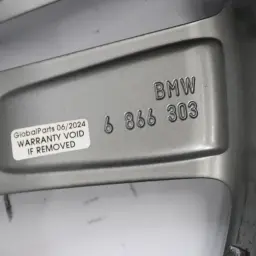 BMW
6 866 303
GlobalParts 06/2024
WARRANTY VOID
IF REMOVED